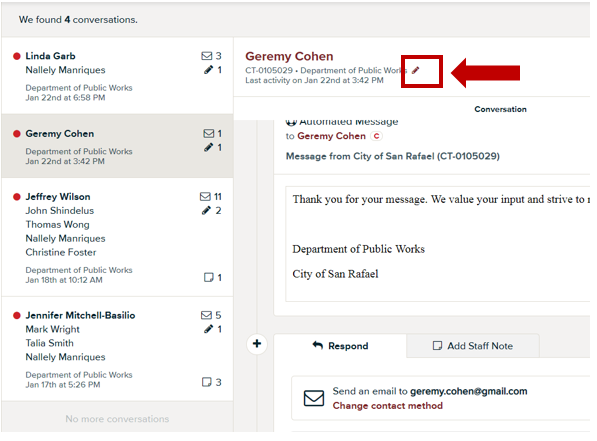 We found 4 conversations.
Linda Garb 3
Nallely Manriques 1
Department of Public Works
Jan 22nd at 6:58 PM
Geremy Cohen 1
1
Department of Public Works
Jan 22nd at 3:42 PM
Jeffrey Wilson 11
John Shindelus 2
Thomas Wong
Nallely Manriques
Christine Foster
Department of Public Works
Jan 18th at 10:12 AM 1
Jennifer Mitchell-Basilio 5
Mark Wright 1
Talia Smith
Nallely Manriques
Department of Public Works
Jan 17th at 5:26 PM 3
No more conversations
Geremy Cohen
CT-0105029 • Department of Public Works
Last activity on Jan 22nd at 3:42 PM
Conversation
Automated Message
to Geremy Cohen C
Message from City of San Rafael (CT-0105029)
Thank you for your message. We value your input and strive to
Department of Public Works
City of San Rafael
Respond Add Staff Note
Send an email to geremy.cohen@gmail.com
Change contact method